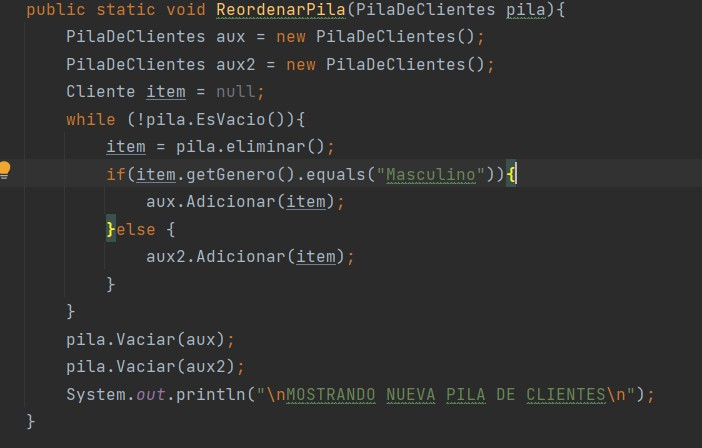 public static void ReordenarPila(PilaDeClientes pila){
PilaDeClientes aux = new PilaDeClientes();
PilaDeClientes aux2 = new PilaDeClientes();
Cliente item = null;
while (!pila.EsVacio()){
item = pila.eliminar();
if(item.getGenero().equals("Masculino")){
aux.Adicionar(item);
}else {
aux2.Adicionar(item);
}
}
pila.Vaciar(aux);
pila.Vaciar(aux2);
System.out.println("\nMOSTRANDO NUEVA PILA DE CLIENTES\n");
}